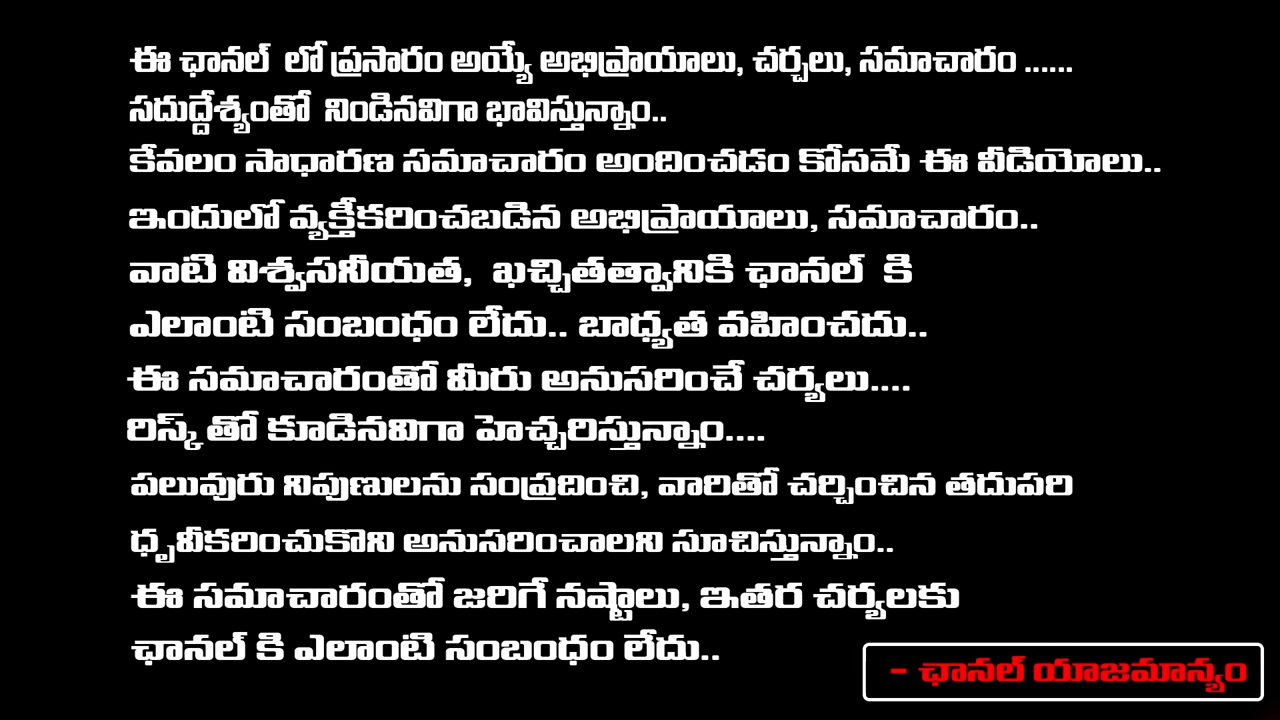 ఈ ఛానల్ లో ప్రసారం అయ్యే అభిప్రాయాలు, చర్చలు, సమాచారం ......
సదుద్దేశ్యంతో నిండినవిగా భావిస్తున్నాం..
కేవలం సాధారణ సమాచారం అందించడం కోసమే ఈ వీడియోలు..
ఇందులో వ్యక్తీకరించబడిన అభిప్రాయాలు, సమాచారం..
వాటి విశ్వసనీయత, ఖచ్చితత్వానికి ఛానల్ కి
ఎలాంటి సంబంధం లేదు.. బాధ్యత వహించదు..
ఈ సమాచారంతో మీరు అనుసరించే చర్యలు....
రిస్క్ తో కూడినవిగా హెచ్చరిస్తున్నాం....
పలువురు నిపుణులను సంప్రదించి, వారితో చర్చించిన తదుపరి
ధృవీకరించుకొని అనుసరించాలని సూచిస్తున్నాం..
ఈ సమాచారంతో జరిగే నష్టాలు, ఇతర చర్యలకు
ఛానల్ కి ఎలాంటి సంబంధం లేదు..
- ఛానల్ యాజమాన్యం